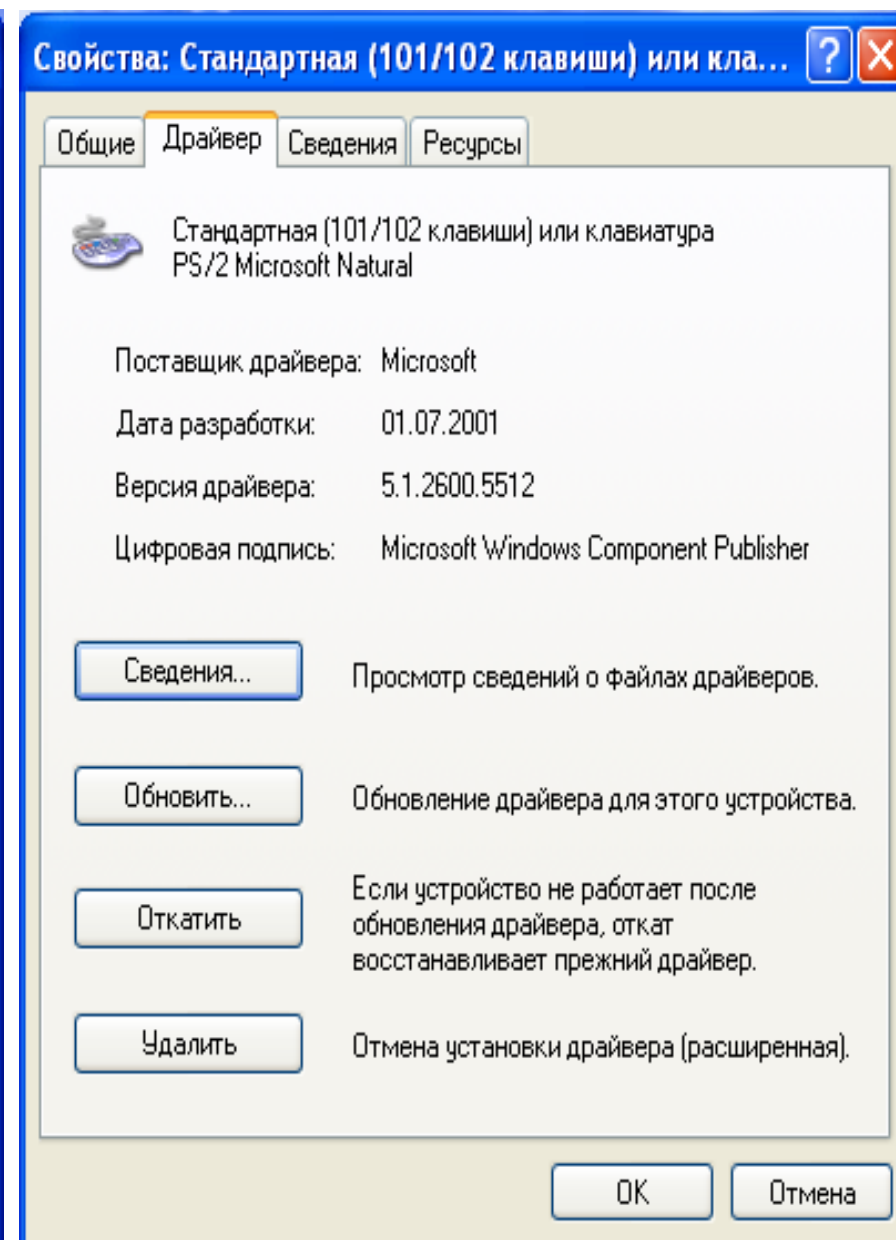 Свойства: Стандартная (101/102 клавиши) или кла...
Общие Драйвер Сведения Ресурсы
Стандартная (101/102 клавиши) или клавиатура
PS/2 Microsoft Natural
Поставщик драйвера: Microsoft
Дата разработки: 01.07.2001
Версия драйвера: 5.1.2600.5512
Цифровая подпись: Microsoft Windows Component Publisher
Сведения... Просмотр сведений о файлах драйверов.
Обновить... Обновление драйвера для этого устройства.
Откатить Если устройство не работает после
обновления драйвера, откат
восстанавливает прежний драйвер.
Удалить Отмена установки драйвера (расширенная).
OK Отмена